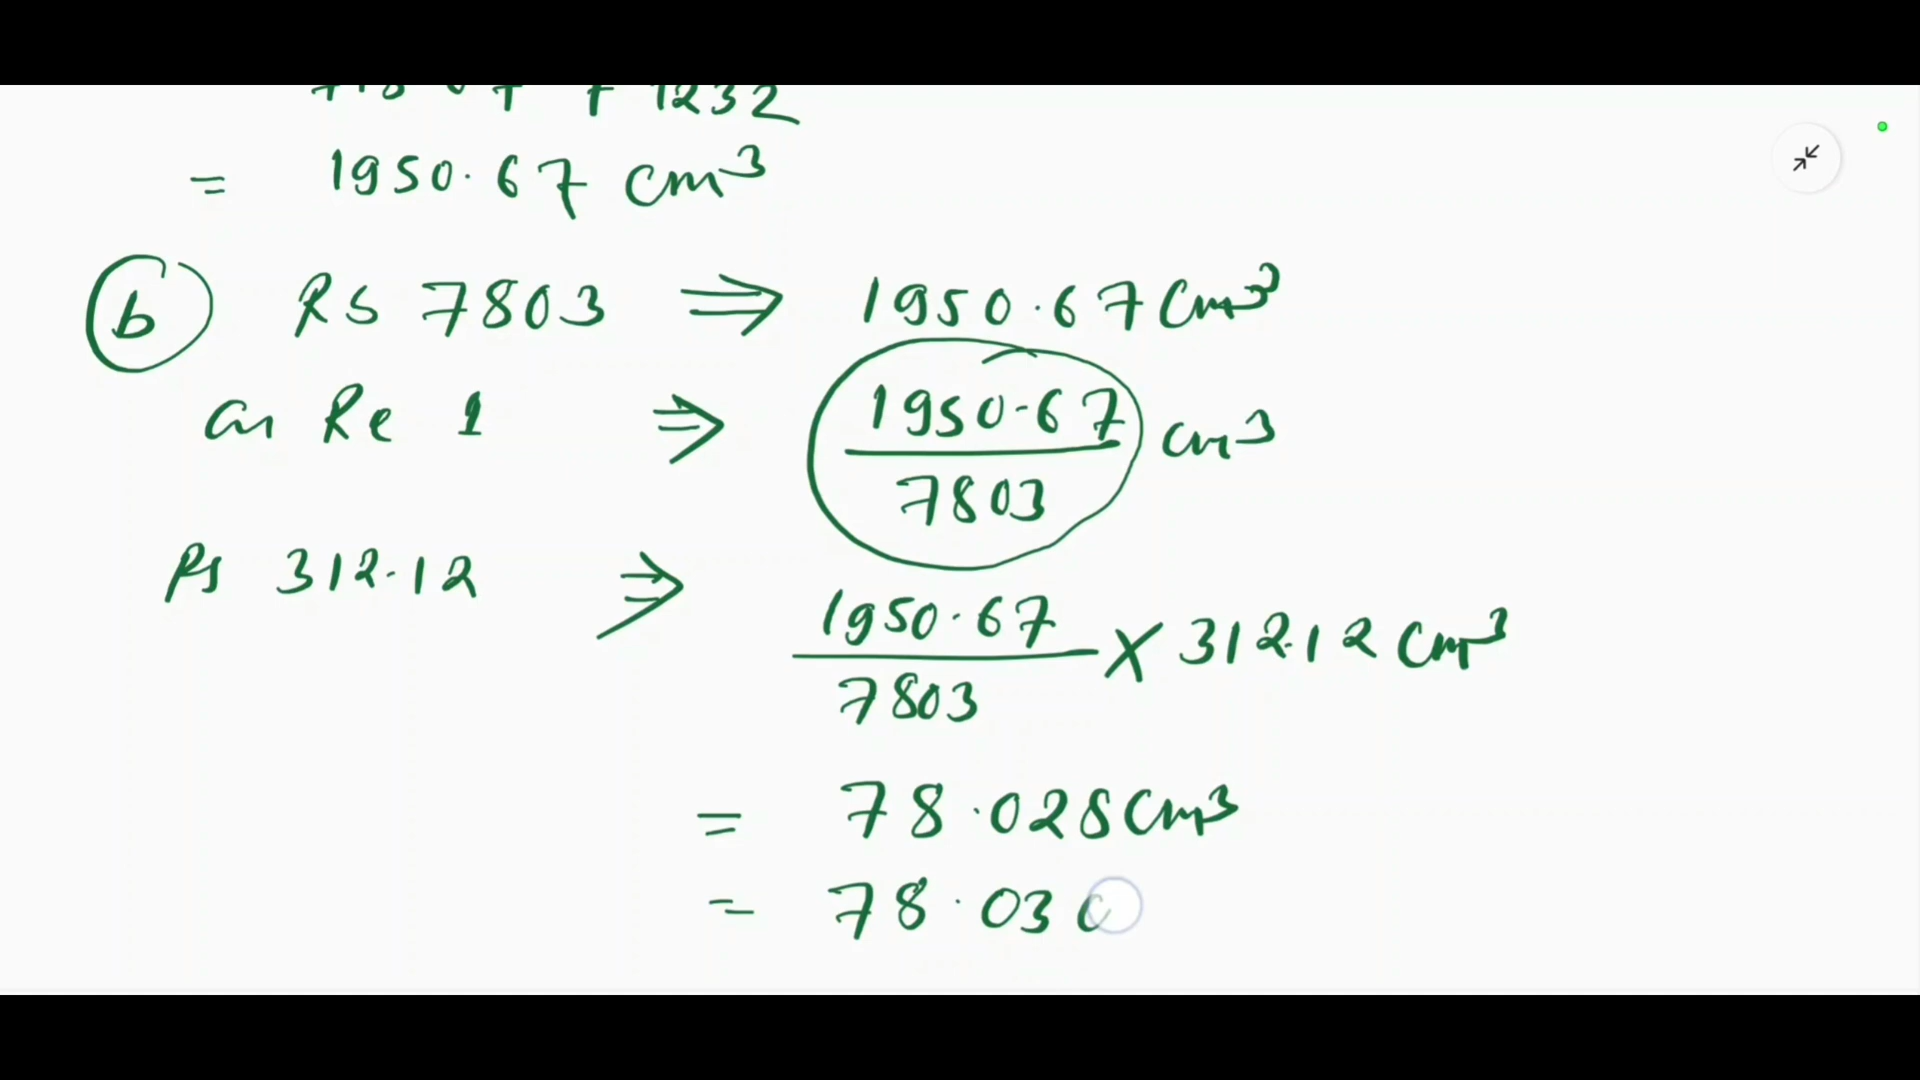 + 1232
= 1950.67 cm³
(b) RS 7803 ⇒ 1950.67 cm³
Re 1 ⇒ 1950.67/7803 cm³
Rs 312.12 ⇒ 1950.67/7803 × 312.12 cm³
= 78.028 cm³
= 78.03 c